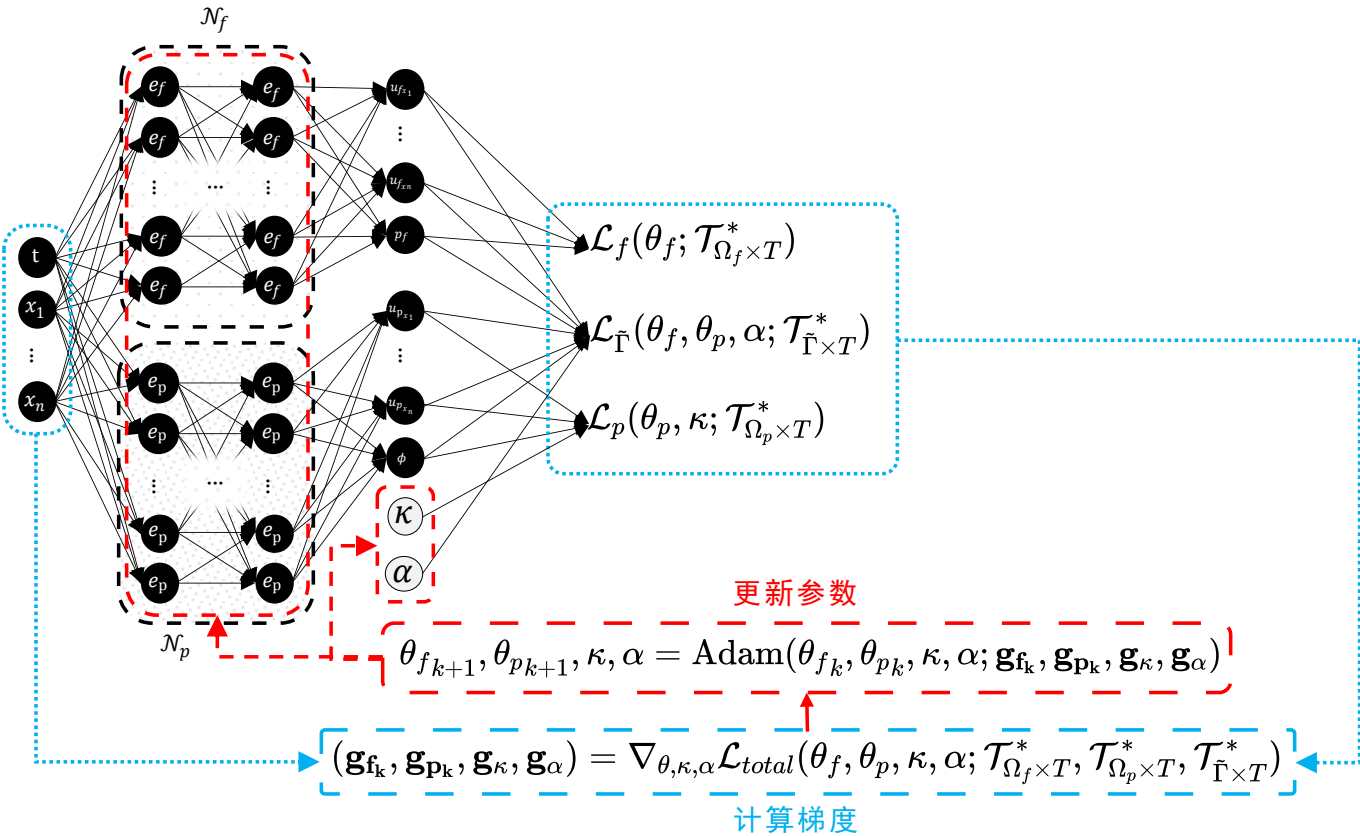 𝒩_f
e_f e_f u_{f_{x_1}}
e_f e_f ⋮
⋮ ... ⋮ u_{f_{xn}}
e_f e_f p_f
e_f e_f
t
x_1
⋮
x_n
ℒ_f(θ_f; 𝒯*_{Ω_f×T})
ℒ_{Γ̃}(θ_f, θ_p, α; 𝒯*_{Γ̃×T})
ℒ_p(θ_p, κ; 𝒯*_{Ω_p×T})
u_{p_{x_1}}
⋮
e_p e_p u_{p_{x_n}}
e_p e_p ϕ
⋮ ... ⋮
e_p e_p κ
e_p e_p α
𝒩_p
更新参数
θ_{f_{k+1}}, θ_{p_{k+1}}, κ, α = Adam(θ_{f_k}, θ_{p_k}, κ, α; g_{f_k}, g_{p_k}, g_κ, g_α)
(g_{f_k}, g_{p_k}, g_κ, g_α) = ∇_{θ,κ,α}ℒ_{total}(θ_f, θ_p, κ, α; 𝒯*_{Ω_f×T}, 𝒯*_{Ω_p×T}, 𝒯*_{Γ̃×T})
计算梯度